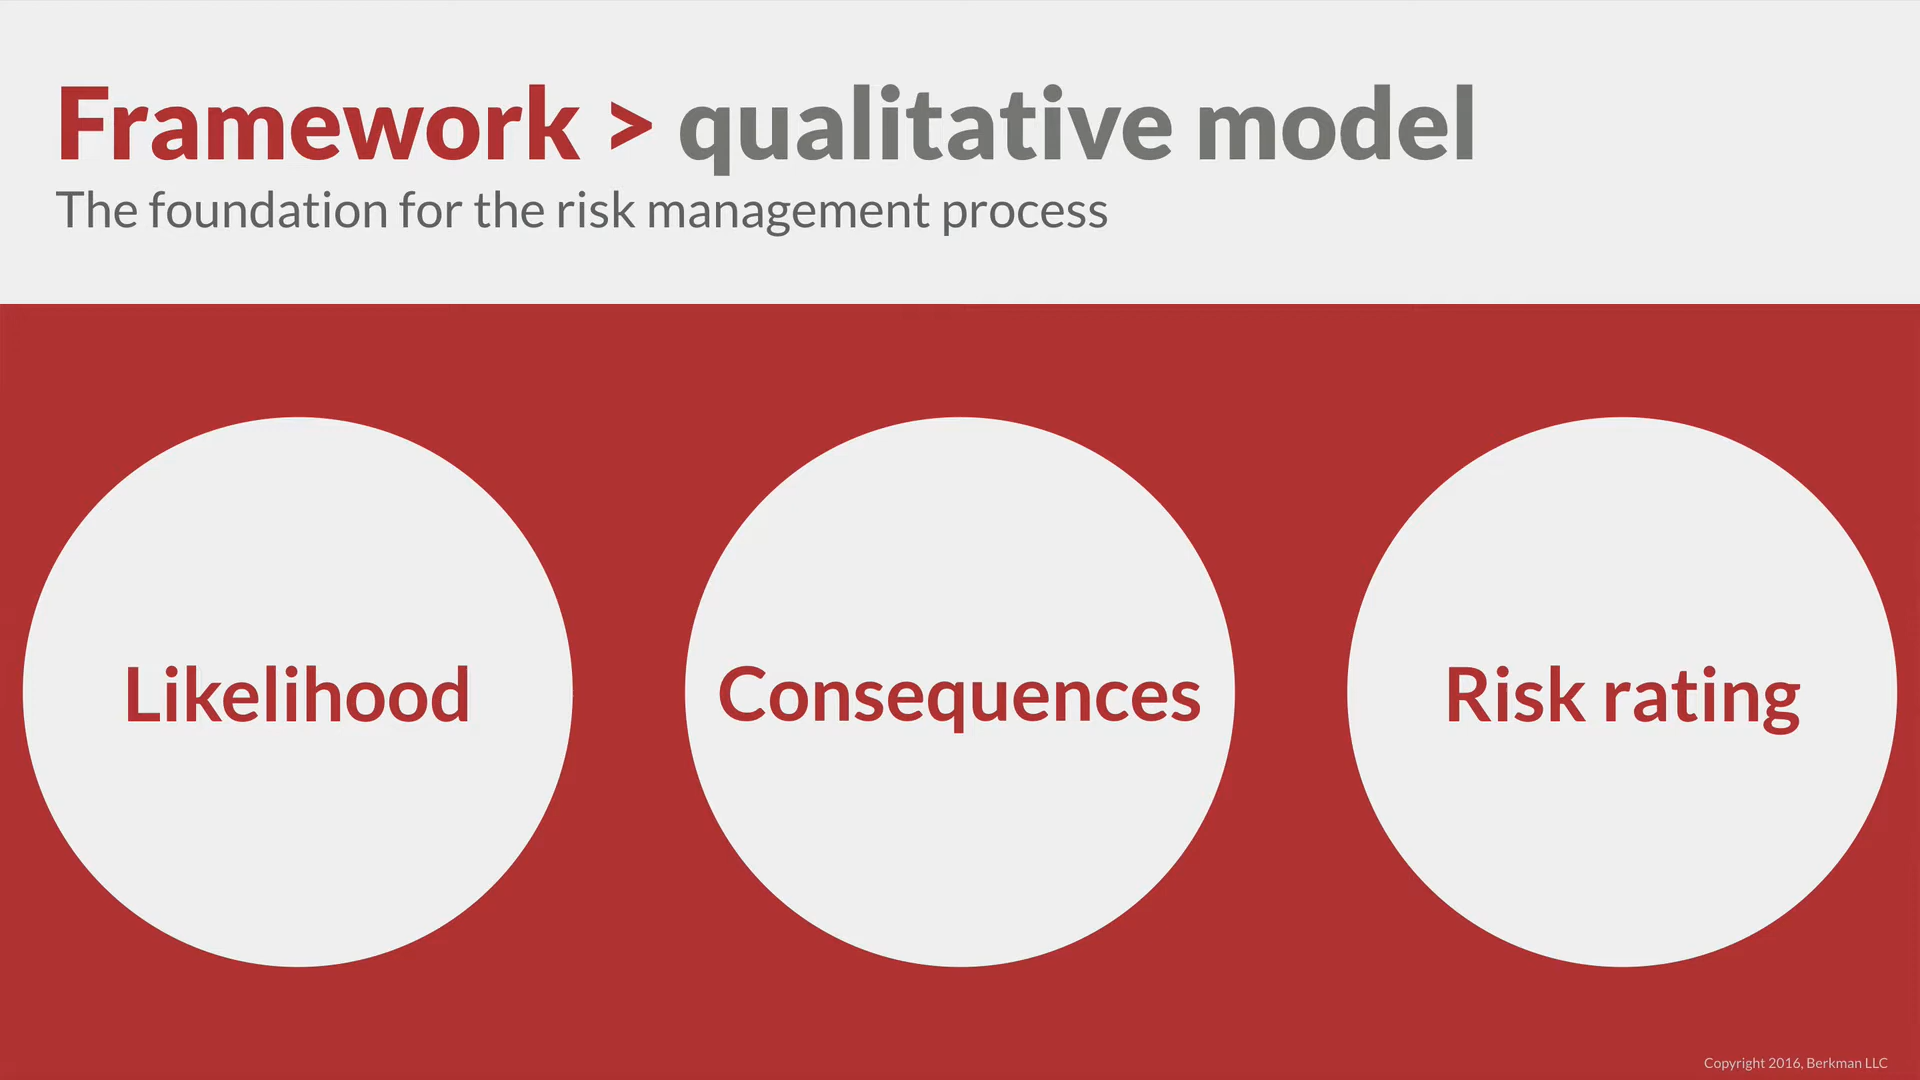 Framework > qualitative model
The foundation for the risk management process
Likelihood
Consequences
Risk rating
Copyright 2016, Berkman LLC